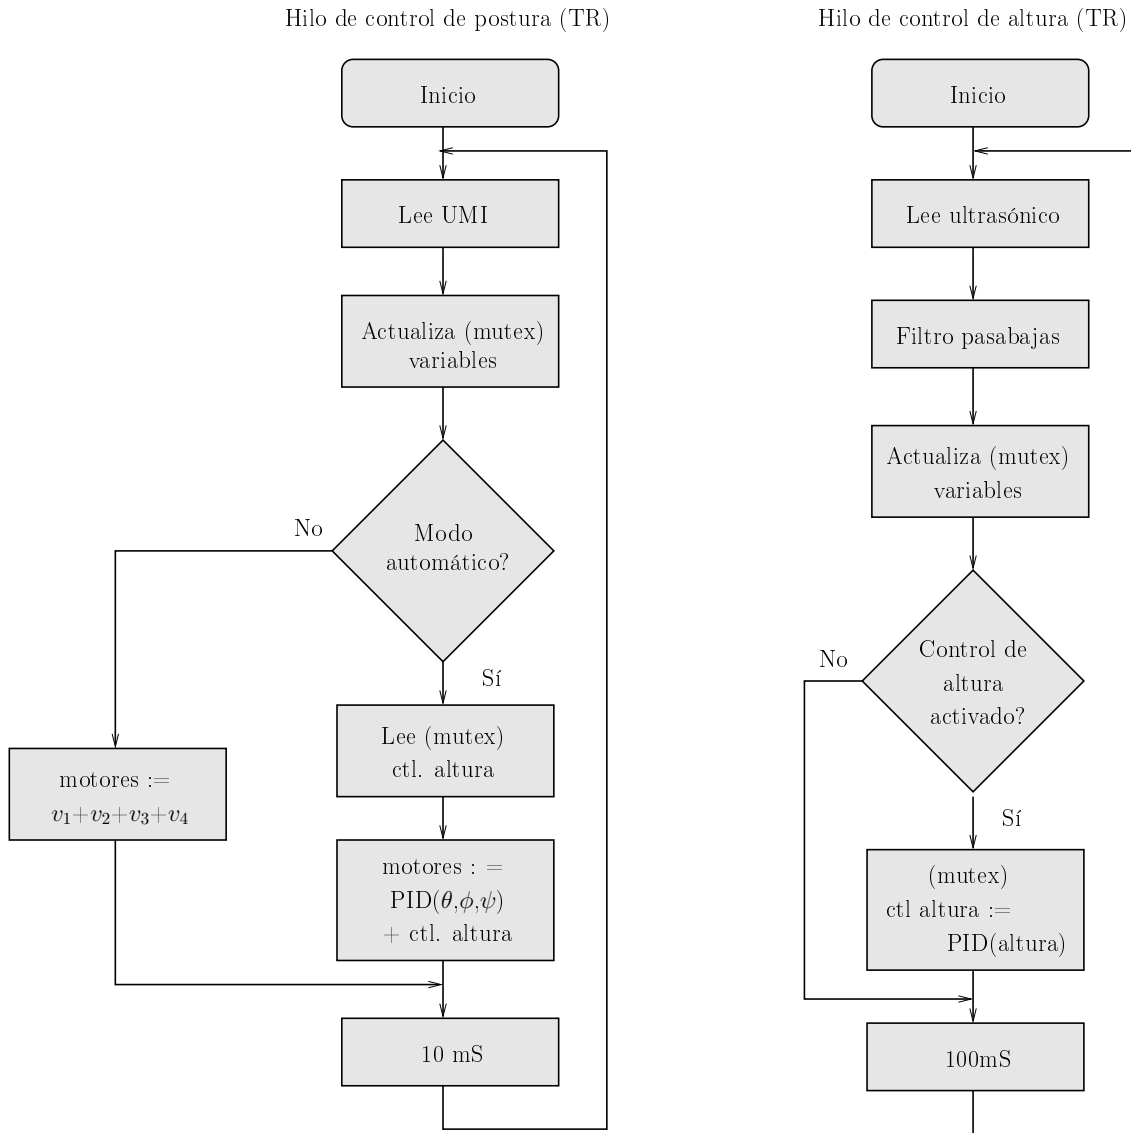 Hilo de control de postura (TR)
Inicio
Lee UMI
Actualiza (mutex)
variables
No
Modo
automático?
Sí
Lee (mutex)
ctl. altura
motores :=
v₁+v₂+v₃+v₄
motores : =
PID(θ,ϕ,ψ)
+ ctl. altura
10 mS
Hilo de control de altura (TR)
Inicio
Lee ultrasónico
Filtro pasabajas
Actualiza (mutex)
variables
No
Control de
altura
activado?
Sí
(mutex)
ctl altura :=
PID(altura)
100mS